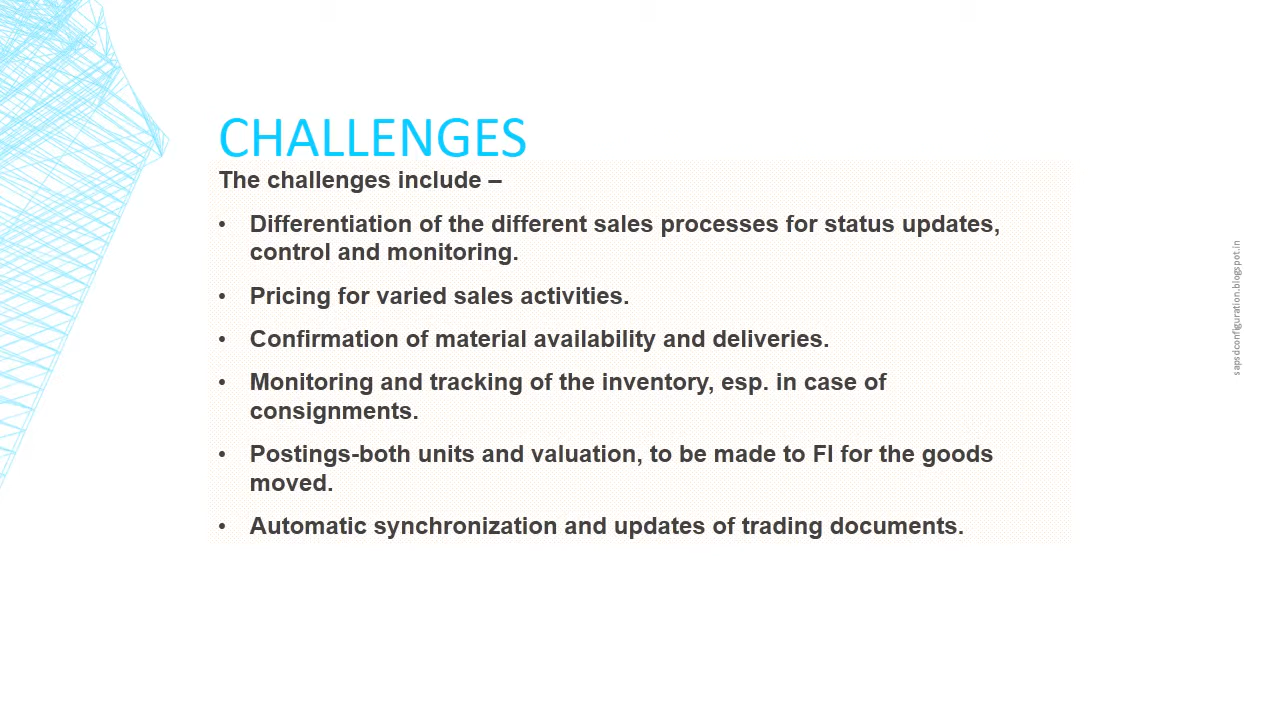 CHALLENGES
The challenges include –
• Differentiation of the different sales processes for status updates,
control and monitoring.
• Pricing for varied sales activities.
• Confirmation of material availability and deliveries.
• Monitoring and tracking of the inventory, esp. in case of
consignments.
• Postings-both units and valuation, to be made to FI for the goods
moved.
• Automatic synchronization and updates of trading documents.
sapsdconfiguration.blogspot.in